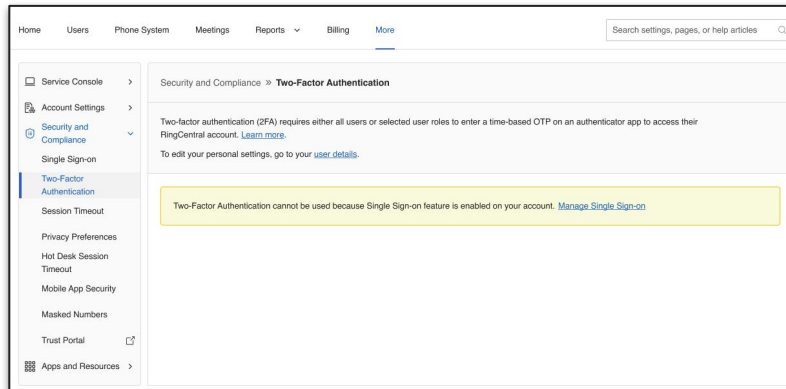 Home Users Phone System Meetings Reports Billing More
Search settings, pages, or help articles
Service Console
Account Settings
Security and
Compliance
Single Sign-on
Two-Factor
Authentication
Session Timeout
Privacy Preferences
Hot Desk Session
Timeout
Mobile App Security
Masked Numbers
Trust Portal
Apps and Resources
Security and Compliance » Two-Factor Authentication
Two-factor authentication (2FA) requires either all users or selected user roles to enter a time-based OTP on an authenticator app to access their
RingCentral account. Learn more.
To edit your personal settings, go to your user details.
Two-Factor Authentication cannot be used because Single Sign-on feature is enabled on your account. Manage Single Sign-on